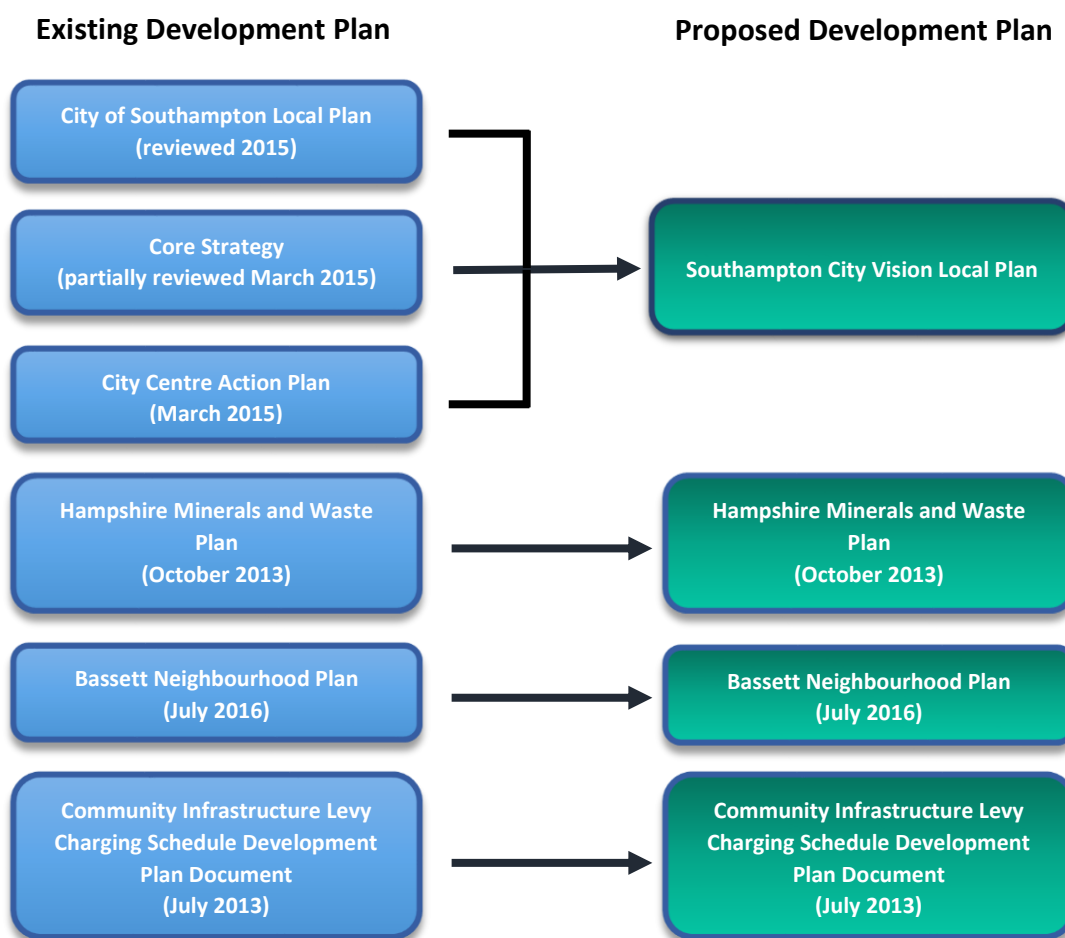 Existing Development Plan
Proposed Development Plan
City of Southampton Local Plan
(reviewed 2015)
Core Strategy
(partially reviewed March 2015)
Southampton City Vision Local Plan
City Centre Action Plan
(March 2015)
Hampshire Minerals and Waste
Plan
(October 2013)
Hampshire Minerals and Waste
Plan
(October 2013)
Bassett Neighbourhood Plan
(July 2016)
Bassett Neighbourhood Plan
(July 2016)
Community Infrastructure Levy
Charging Schedule Development
Plan Document
(July 2013)
Community Infrastructure Levy
Charging Schedule Development
Plan Document
(July 2013)